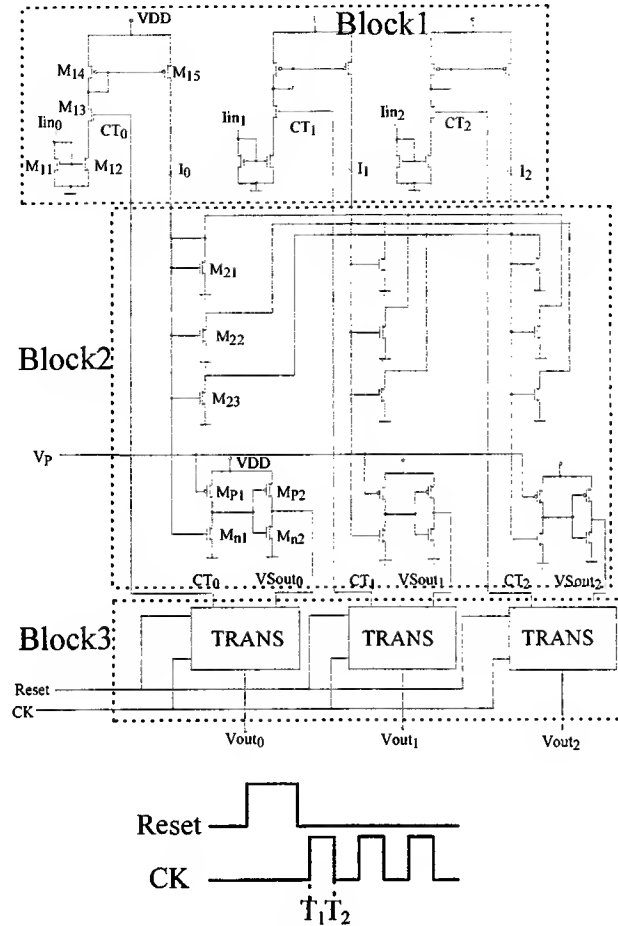 Block1
VDD
M14
M15
M13
Iin0
CT0
M11
M12
I0
Iin1
CT1
I1
Iin2
CT2
I2
Block2
M21
M22
M23
VP
VDD
MP1
MP2
Mn1
Mn2
CT0
VSout0
CT1
VSout1
CT2
VSout2
Block3
TRANS
TRANS
TRANS
Reset
CK
Vout0
Vout1
Vout2
Reset
CK
T1 T2